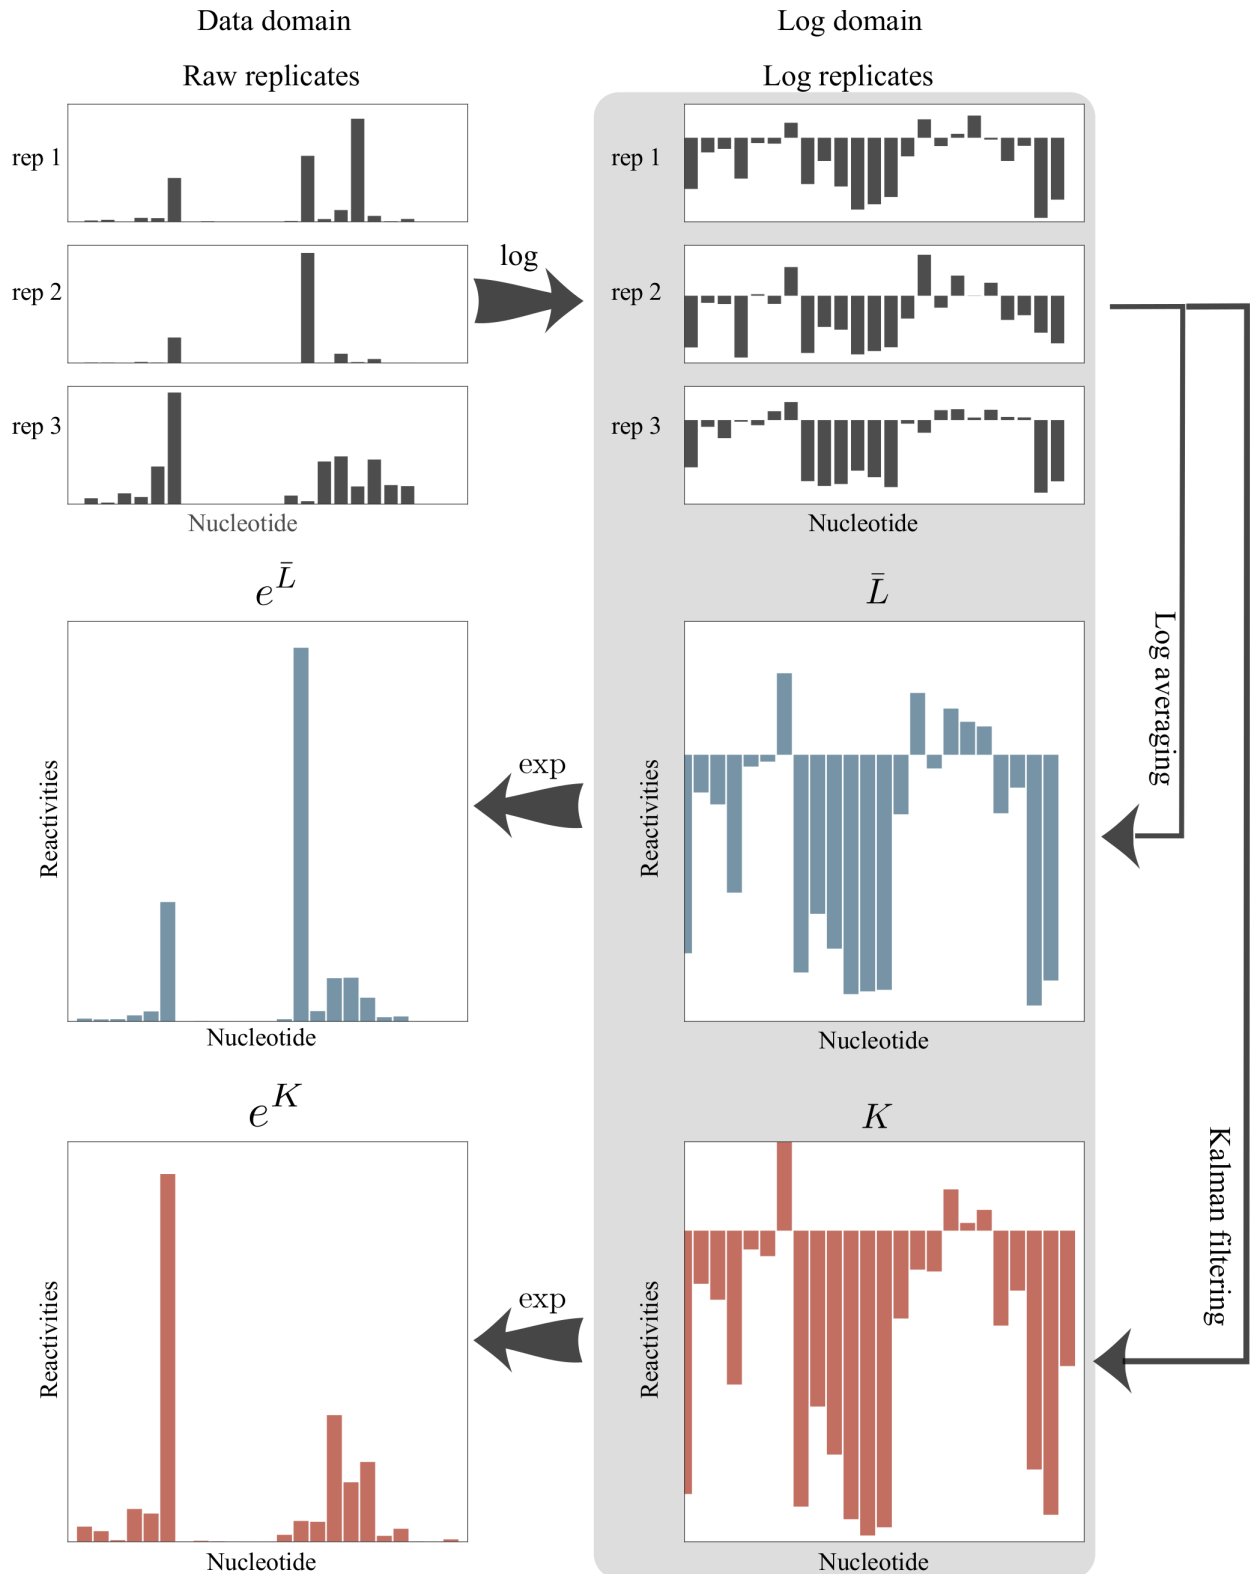 Data domain
Log domain
Raw replicates
Log replicates
rep 1
rep 1
log
rep 2
rep 2
rep 3
rep 3
Nucleotide
Nucleotide
e^L̄
L̄
Log averaging
Reactivities
exp
Reactivities
Nucleotide
Nucleotide
e^K
K
Kalman filtering
Reactivities
exp
Reactivities
Nucleotide
Nucleotide